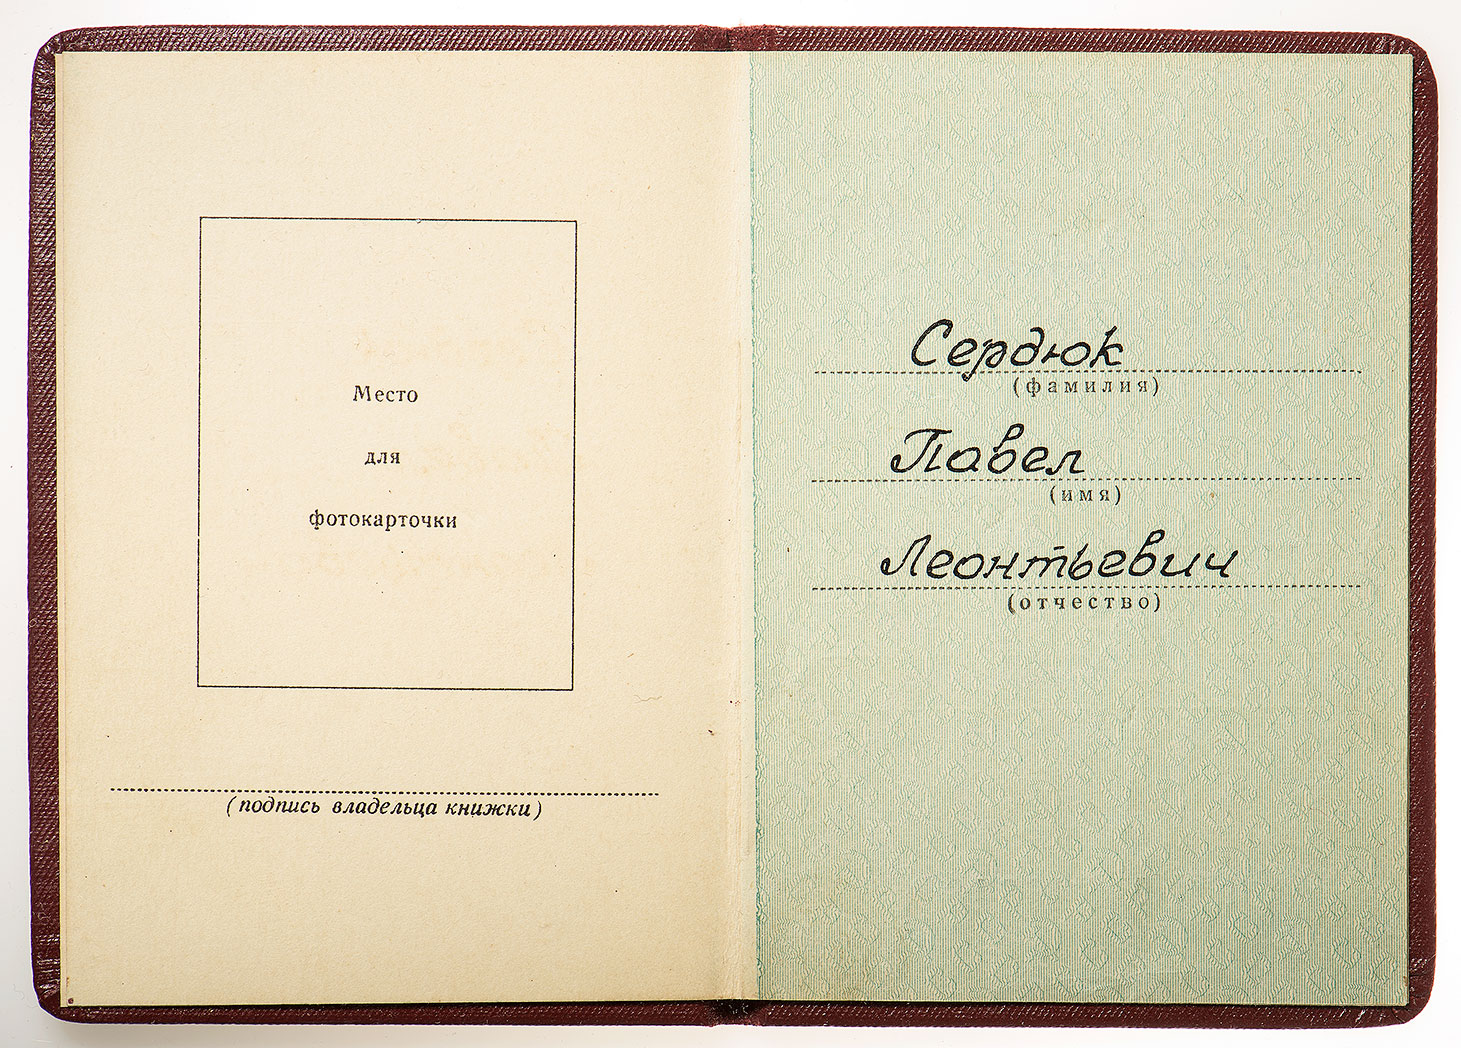 Место
для
фотокарточки
(подпись владельца книжки)
Сердюк
(фамилия)
Павел
(имя)
Леонтьевич
(отчество)